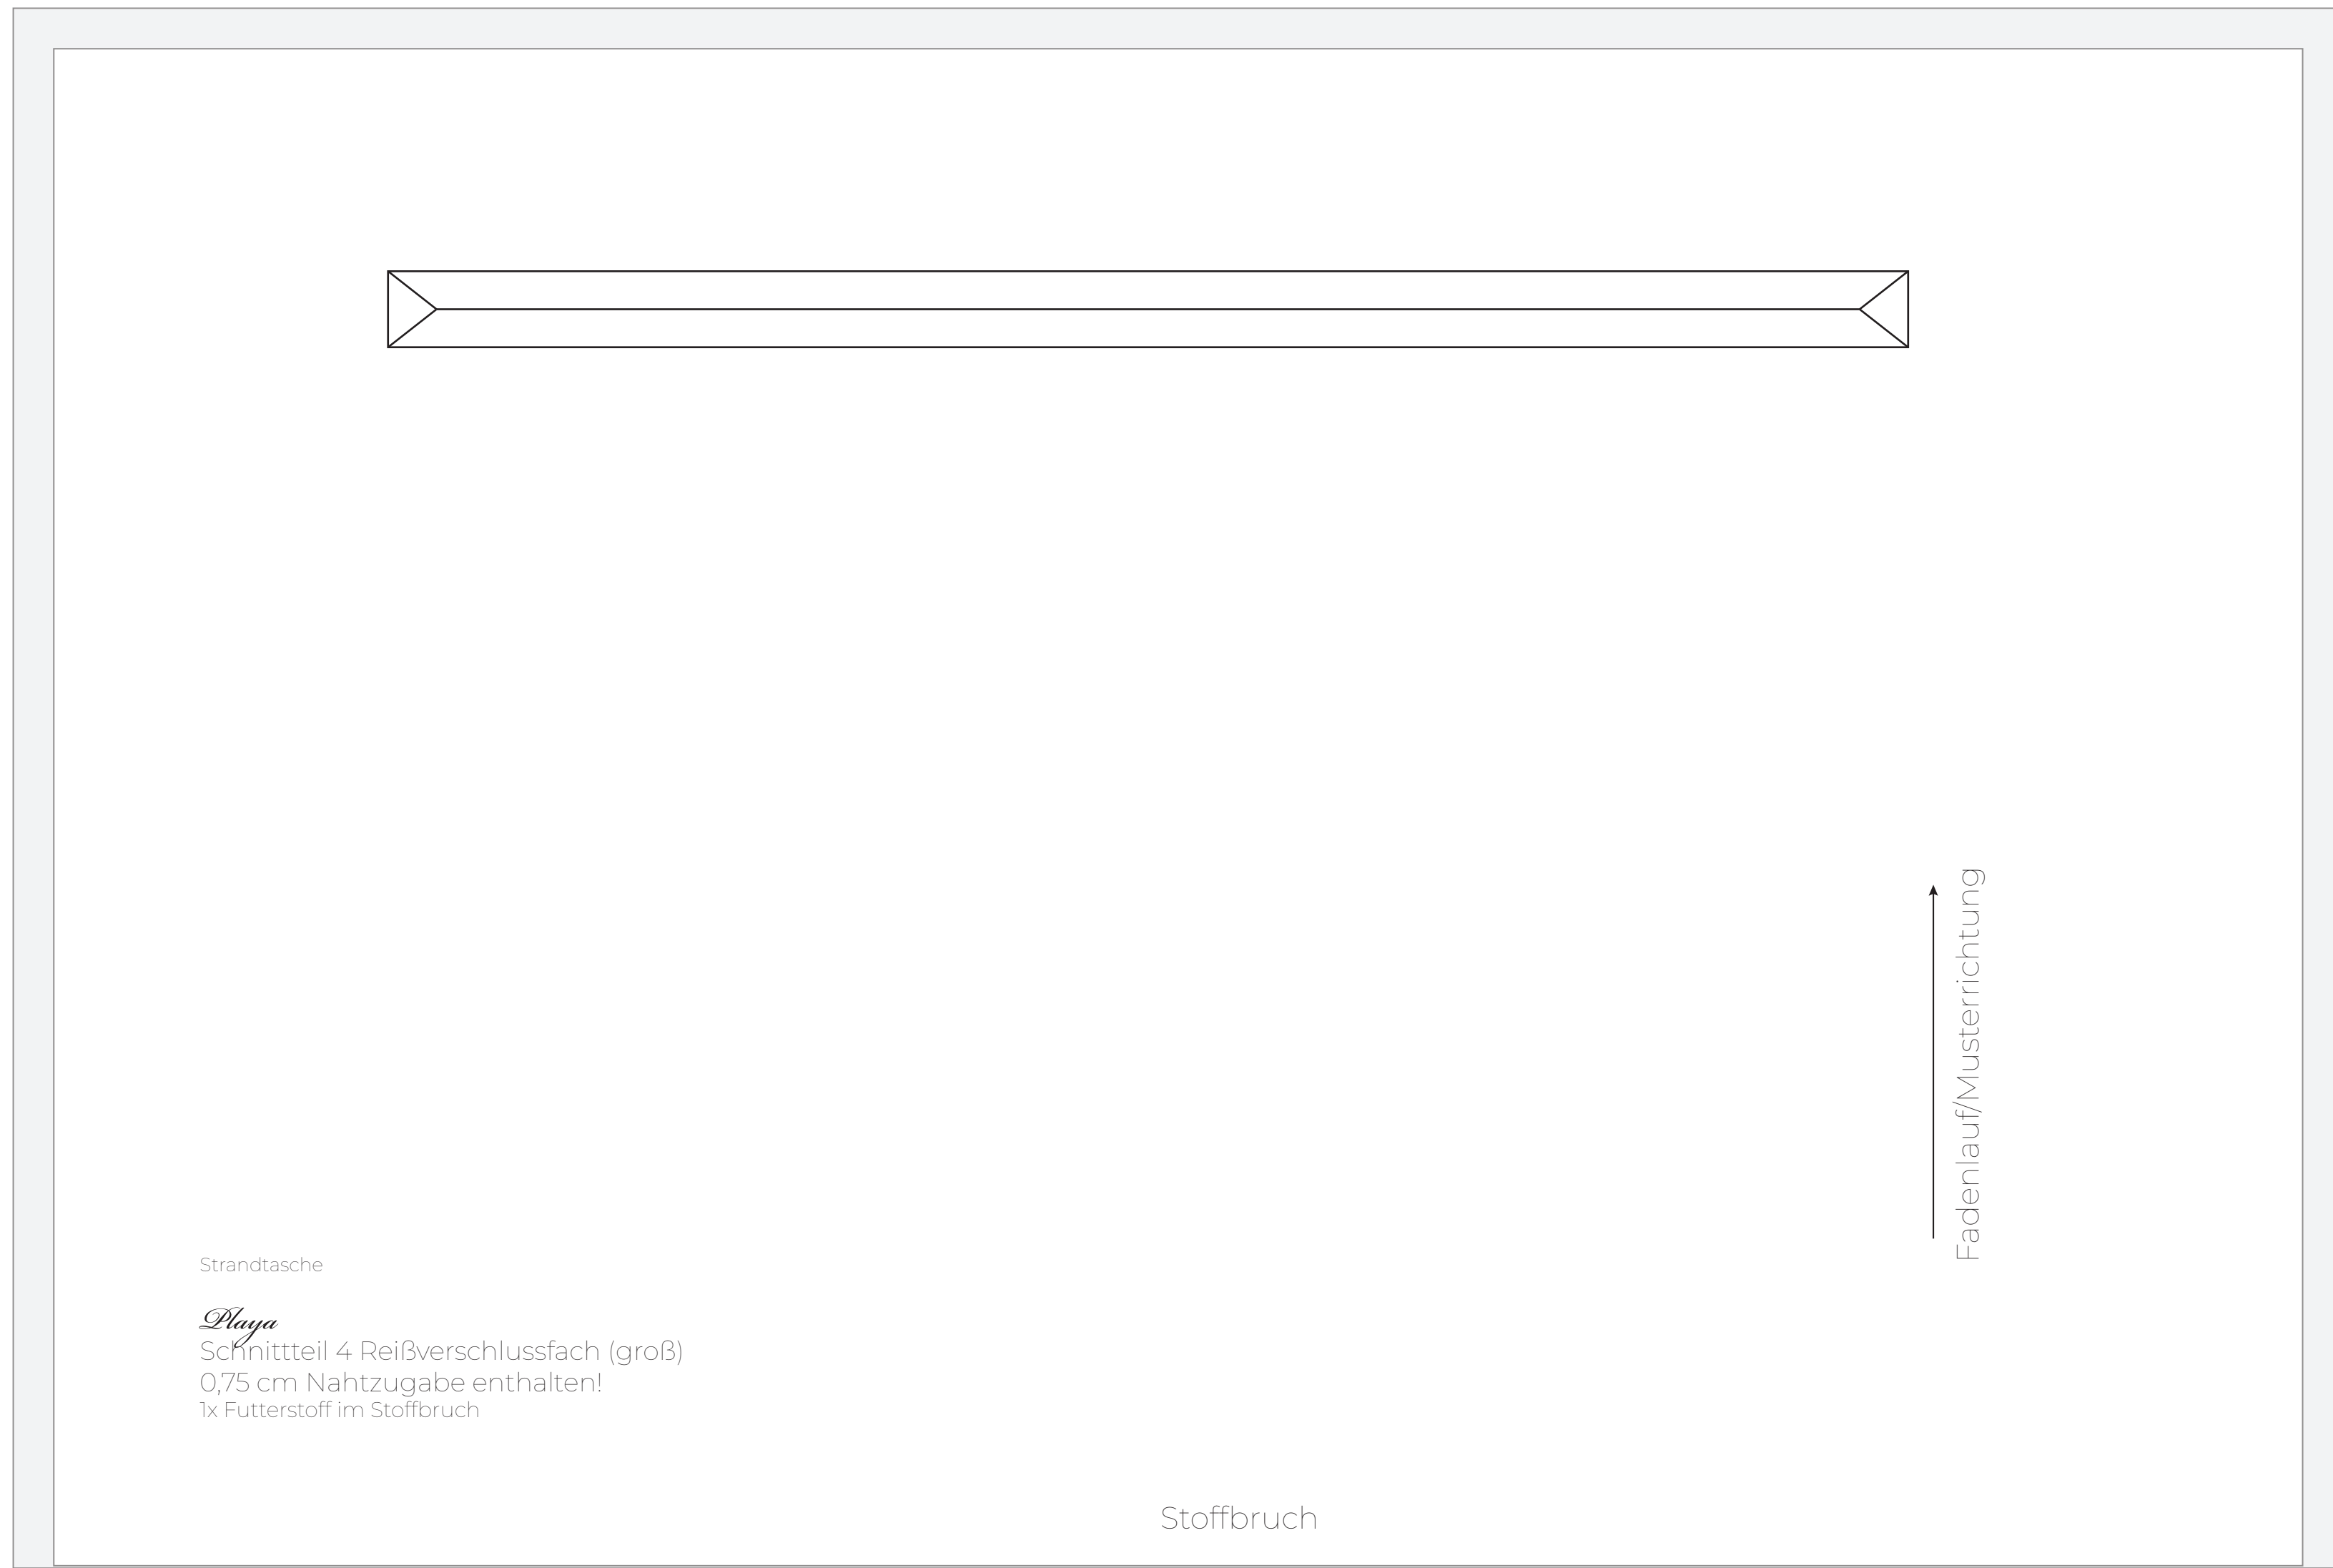 Fadenlauf/Musterrichtung
Strandtasche
Playa
Schnittteil 4 Reißverschlussfach (groß)
0,75 cm Nahtzugabe enthalten!
1x Futterstoff im Stoffbruch
Stoffbruch